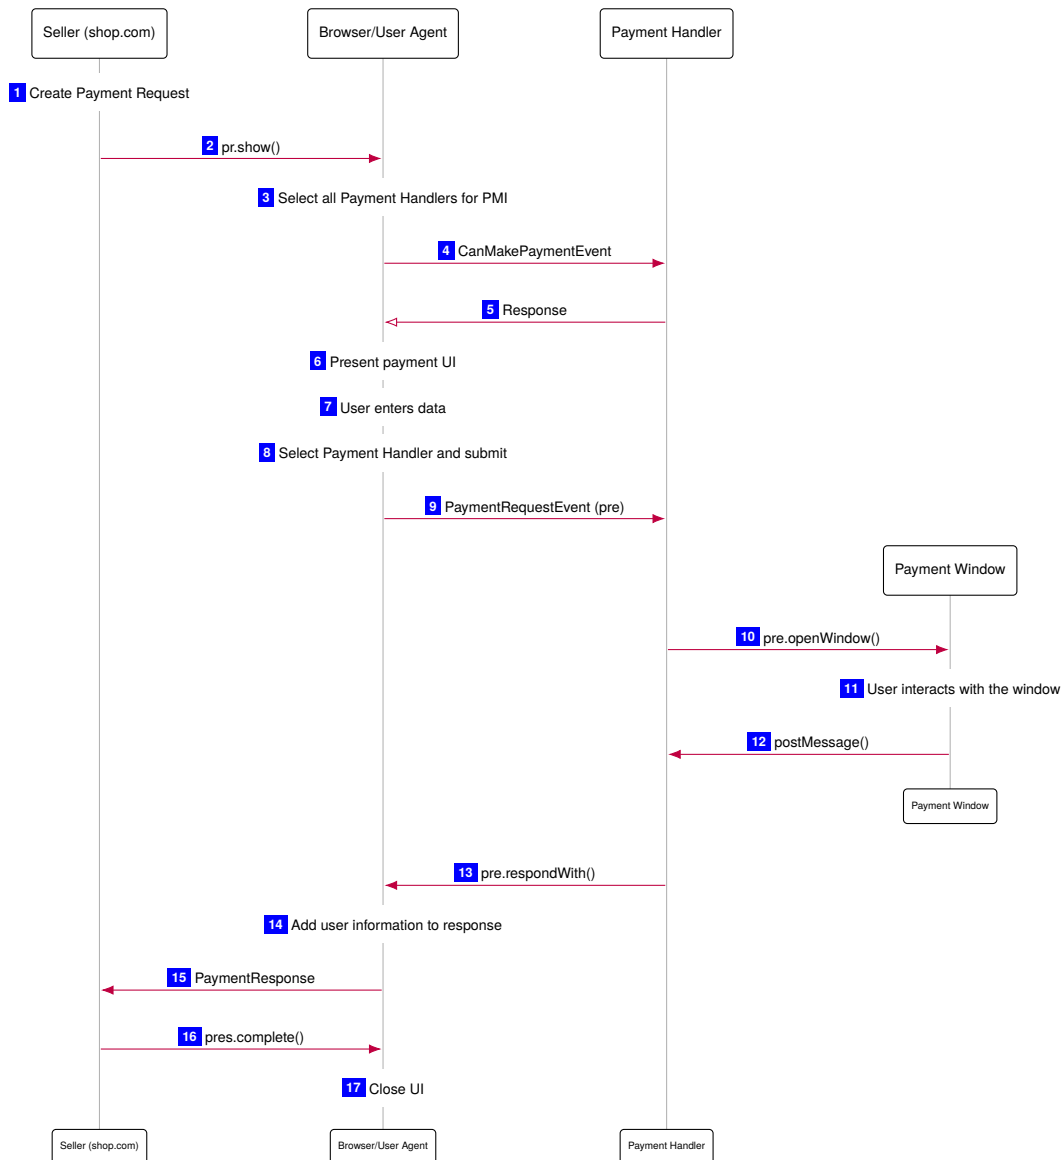 Seller (shop.com)
Browser/User Agent
Payment Handler
1 Create Payment Request
2 pr.show()
3 Select all Payment Handlers for PMI
4 CanMakePaymentEvent
5 Response
6 Present payment UI
7 User enters data
8 Select Payment Handler and submit
9 PaymentRequestEvent (pre)
Payment Window
10 pre.openWindow()
11 User interacts with the window
12 postMessage()
Payment Window
13 pre.respondWith()
14 Add user information to response
15 PaymentResponse
16 pres.complete()
17 Close UI
Seller (shop.com)
Browser/User Agent
Payment Handler